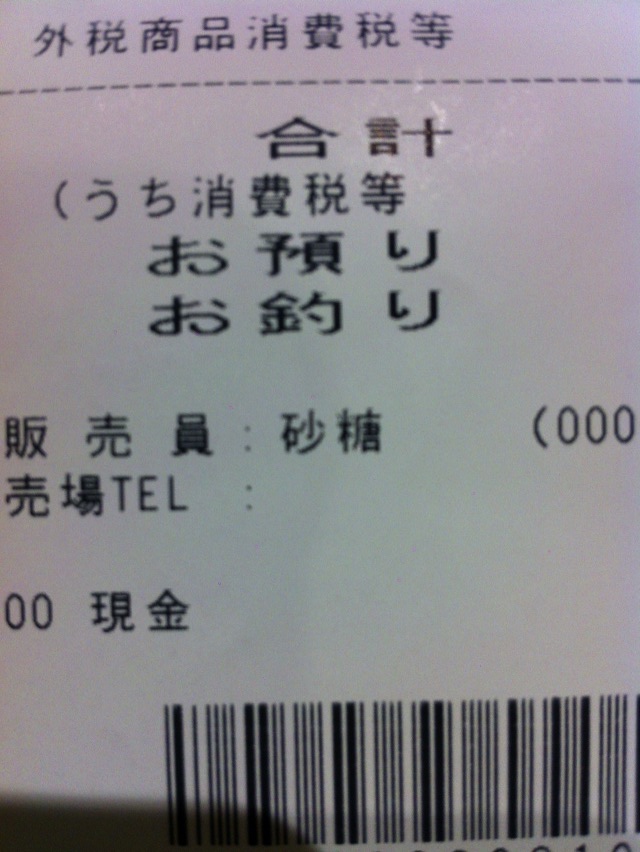 外税商品消費税等
合計
(うち消費税等
お預り
お釣り
販売員:砂糖 (000
売場TEL :
00 現金